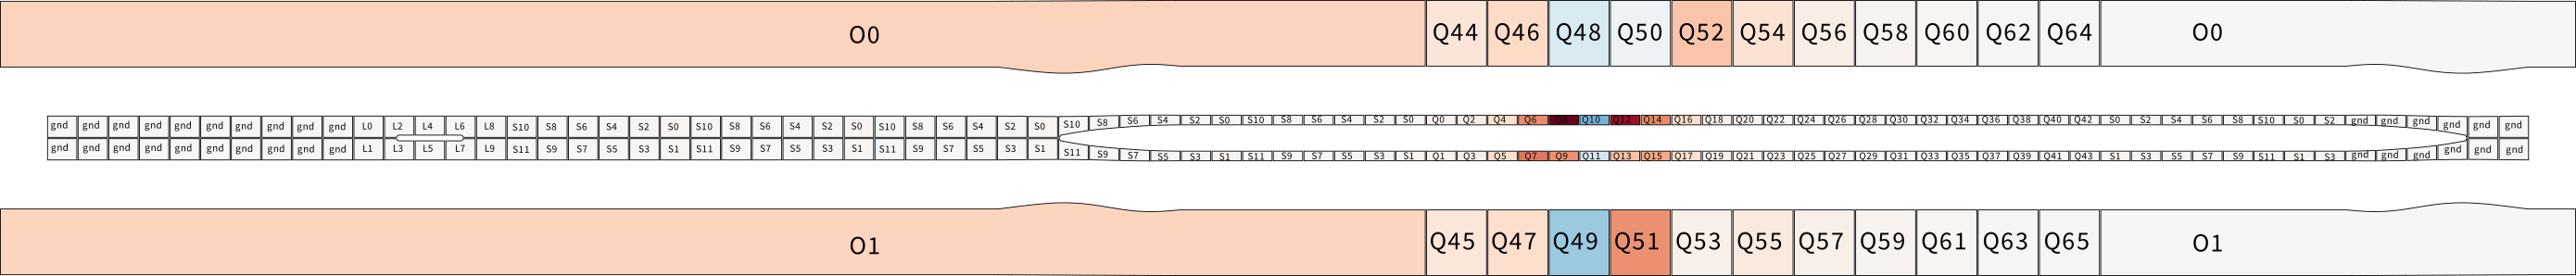 O0 Q44 Q46 Q48 Q50 Q52 Q54 Q56 Q58 Q60 Q62 Q64 O0
gnd gnd gnd gnd gnd gnd gnd gnd gnd gnd L0 L2 L4 L6 L8 S10 S8 S6 S4 S2 S0 S10 S8 S6 S4 S2 S0 S10 S8 S6 S4 S2 S0 S10 S8 S6 S4 S2 S0 S10 S8 S6 S4 S2 S0 Q0 Q2 Q4 Q6 Q8 Q10 Q12 Q14 Q16 Q18 Q20 Q22 Q24 Q26 Q28 Q30 Q32 Q34 Q36 Q38 Q40 Q42 S0 S2 S4 S6 S8 S10 S0 S2 gnd gnd gnd gnd gnd gnd
gnd gnd gnd gnd gnd gnd gnd gnd gnd gnd L1 L3 L5 L7 L9 S11 S9 S7 S5 S3 S1 S11 S9 S7 S5 S3 S1 S11 S9 S7 S5 S3 S1 S11 S9 S7 S5 S3 S1 S11 S9 S7 S5 S3 S1 Q1 Q3 Q5 Q7 Q9 Q11 Q13 Q15 Q17 Q19 Q21 Q23 Q25 Q27 Q29 Q31 Q33 Q35 Q37 Q39 Q41 Q43 S1 S3 S5 S7 S9 S11 S1 S3 gnd gnd gnd gnd gnd gnd
O1 Q45 Q47 Q49 Q51 Q53 Q55 Q57 Q59 Q61 Q63 Q65 O1